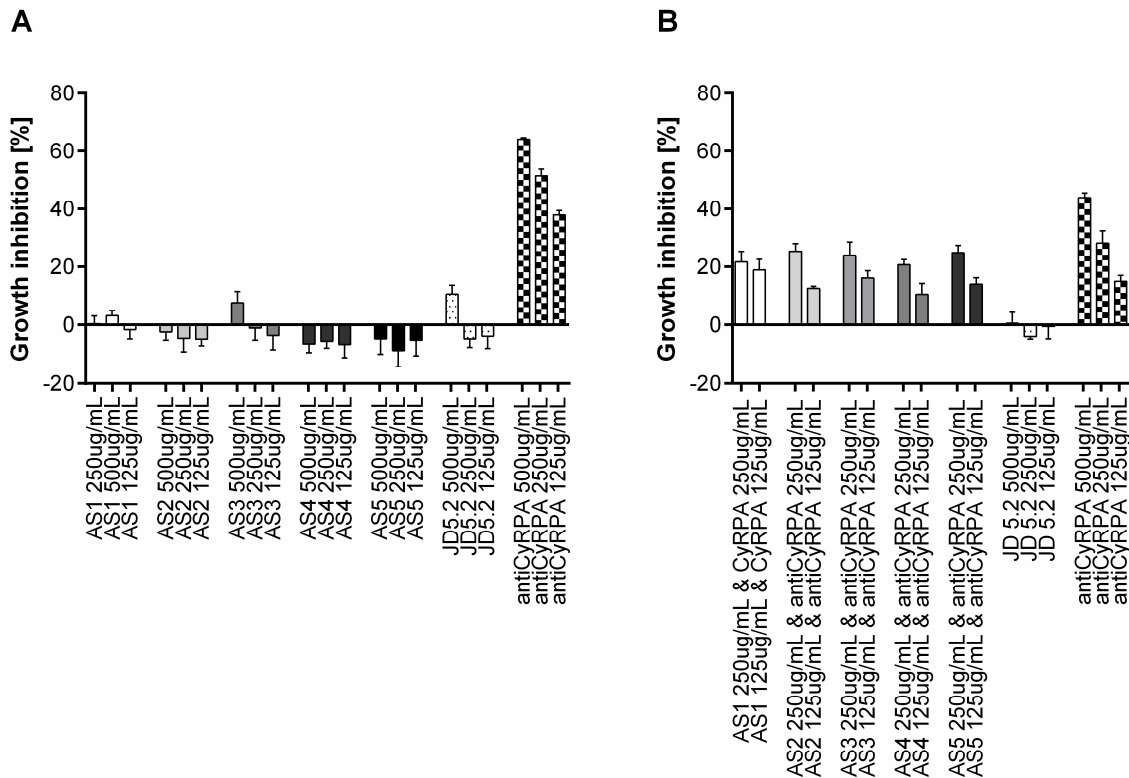 A
Growth inhibition [%]
80
60
40
20
0
-20
AS1 250ug/mL
AS1 500ug/mL
AS1 125ug/mL
AS2 500ug/mL
AS2 250ug/mL
AS2 125ug/mL
AS3 500ug/mL
AS3 250ug/mL
AS3 125ug/mL
AS4 500ug/mL
AS4 250ug/mL
AS4 125ug/mL
AS5 500ug/mL
AS5 250ug/mL
AS5 125ug/mL
JD5.2 500ug/mL
JD5.2 250ug/mL
JD5.2 125ug/mL
antiCyRPA 500ug/mL
antiCyRPA 250ug/mL
antiCyRPA 125ug/mL
B
Growth inhibition [%]
80
60
40
20
0
-20
AS1 250ug/mL & CyRPA 250ug/mL
AS1 125ug/mL & CyRPA 125ug/mL
AS2 250ug/mL & antiCyRPA 250ug/mL
AS2 125ug/mL & antiCyRPA 125ug/mL
AS3 250ug/mL & antiCyRPA 250ug/mL
AS3 125ug/mL & antiCyRPA 125ug/mL
AS4 250ug/mL & antiCyRPA 250ug/mL
AS4 125ug/mL & antiCyRPA 125ug/mL
AS5 250ug/mL & antiCyRPA 250ug/mL
AS5 125ug/mL & antiCyRPA 125ug/mL
JD 5.2 500ug/mL
JD 5.2 250ug/mL
JD 5.2 125ug/mL
antiCyRPA 500ug/mL
antiCyRPA 250ug/mL
antiCyRPA 125ug/mL